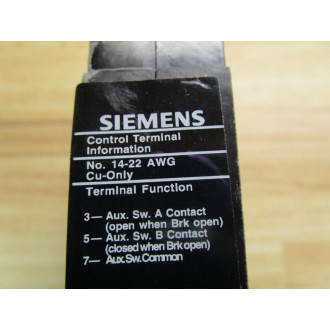 SIEMENS
Control Terminal
Information
No. 14-22 AWG
Cu-Only
Terminal Function
3— Aux. Sw. A Contact
(open when Brk open)
5— Aux. Sw. B Contact
(closed when Brk open)
7— Aux. Sw. Common